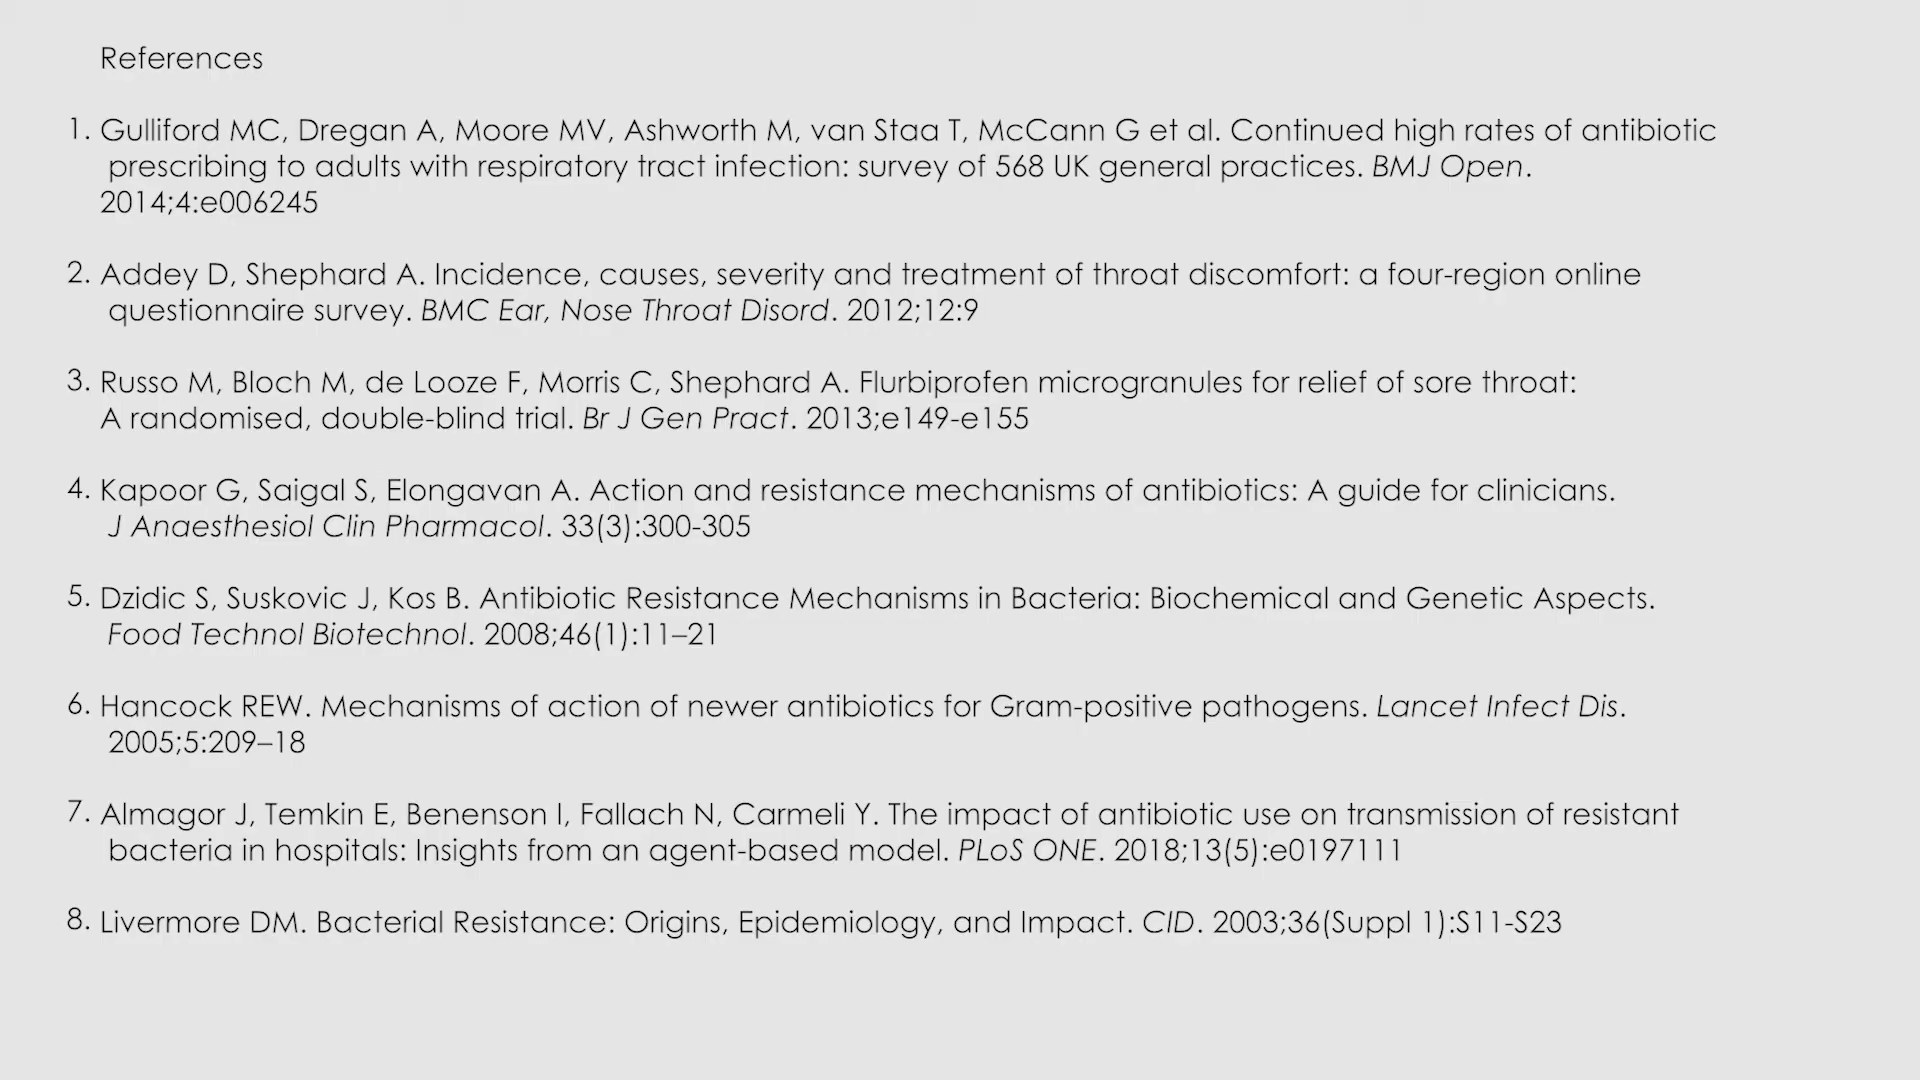 References
1. Gulliford MC, Dregan A, Moore MV, Ashworth M, van Staa T, McCann G et al. Continued high rates of antibiotic
prescribing to adults with respiratory tract infection: survey of 568 UK general practices. BMJ Open.
2014;4:e006245
2. Addey D, Shephard A. Incidence, causes, severity and treatment of throat discomfort: a four-region online
questionnaire survey. BMC Ear, Nose Throat Disord. 2012;12:9
3. Russo M, Bloch M, de Looze F, Morris C, Shephard A. Flurbiprofen microgranules for relief of sore throat:
A randomised, double-blind trial. Br J Gen Pract. 2013;e149-e155
4. Kapoor G, Saigal S, Elongavan A. Action and resistance mechanisms of antibiotics: A guide for clinicians.
J Anaesthesiol Clin Pharmacol. 33(3):300-305
5. Dzidic S, Suskovic J, Kos B. Antibiotic Resistance Mechanisms in Bacteria: Biochemical and Genetic Aspects.
Food Technol Biotechnol. 2008;46(1):11–21
6. Hancock REW. Mechanisms of action of newer antibiotics for Gram-positive pathogens. Lancet Infect Dis.
2005;5:209–18
7. Almagor J, Temkin E, Benenson I, Fallach N, Carmeli Y. The impact of antibiotic use on transmission of resistant
bacteria in hospitals: Insights from an agent-based model. PLoS ONE. 2018;13(5):e0197111
8. Livermore DM. Bacterial Resistance: Origins, Epidemiology, and Impact. CID. 2003;36(Suppl 1):S11-S23